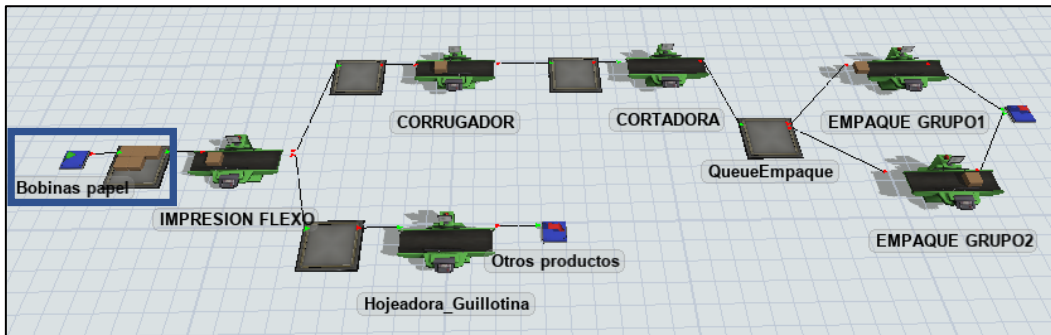 CORRUGADOR
CORTADORA
EMPAQUE GRUPO1
QueueEmpaque
Bobinas papel
IMPRESION FLEXO
EMPAQUE GRUPO2
Otros productos
Hojeadora_Guillotina